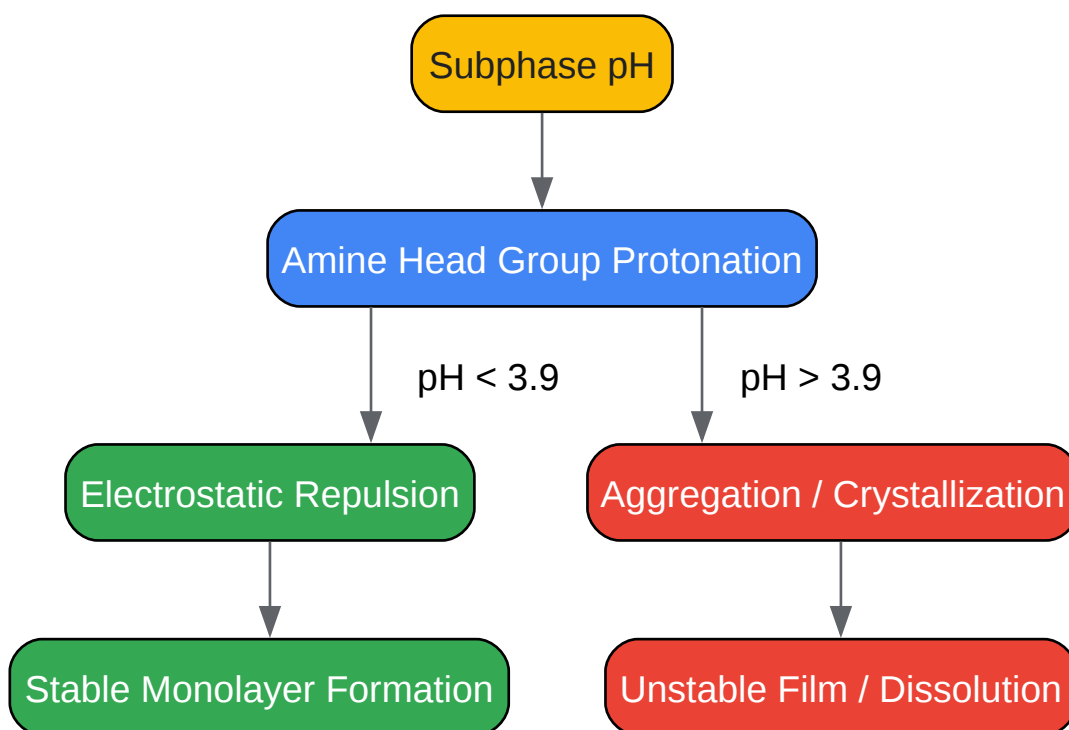 Subphase pH
Amine Head Group Protonation
pH < 3.9
pH > 3.9
Electrostatic Repulsion
Aggregation / Crystallization
Stable Monolayer Formation
Unstable Film / Dissolution